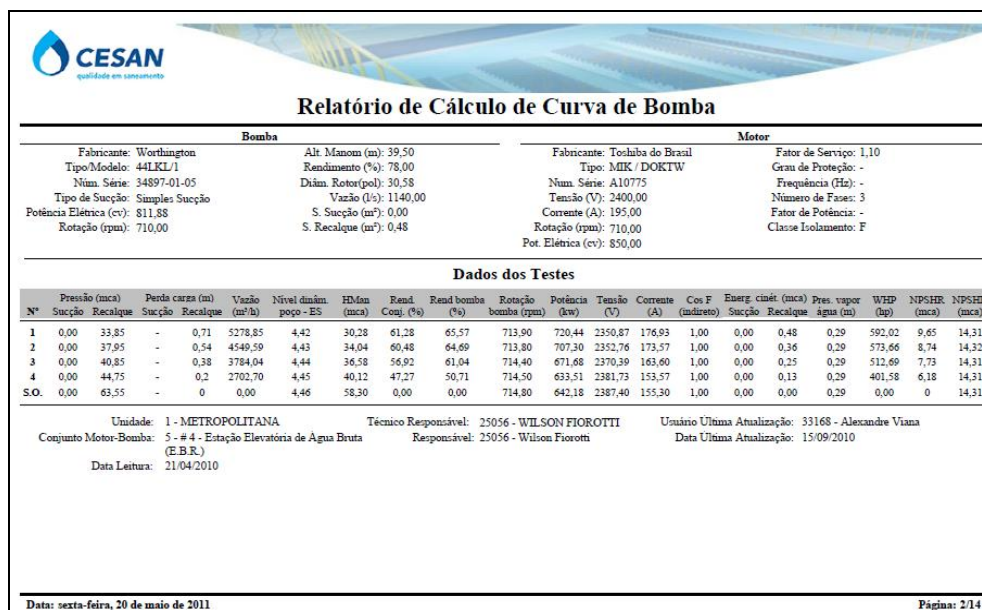 CESAN
qualidade em saneamento
Relatório de Cálculo de Curva de Bomba
Bomba
Fabricante: Worthington
Tipo/Modelo: 44LKL/1
Núm. Série: 34897-01-05
Tipo de Sucção: Simples Sucção
Potência Elétrica (cv): 811,88
Rotação (rpm): 710,00
Alt. Manom (m): 39,50
Rendimento (%): 78,00
Diâm. Rotor(pol): 30,58
Vazão (l/s): 1140,00
S. Sucção (m²): 0,00
S. Recalque (m²): 0,48
Motor
Fabricante: Toshiba do Brasil
Tipo: MIK / DOKTW
Num. Série: A10775
Tensão (V): 2400,00
Corrente (A): 195,00
Rotação (rpm): 710,00
Pot. Elétrica (cv): 850,00
Fator de Serviço: 1,10
Grau de Proteção: -
Frequência (Hz): -
Número de Fases: 3
Fator de Potência: -
Classe Isolamento: F
Dados dos Testes
Pressão (mca) Perda carga (m) Vazão Nível dinâm. HMan Rend. Rend bomba Rotação Potência Tensão Corrente Cos F Energ. cinét. (mca) Pres. vapor WHP NPSHR NPSH
Nº Sucção Recalque Sucção Recalque (m³/h) poço - ES (mca) Conj. (%) (%) bomba (rpm) (kw) (V) (A) (indireto) Sucção Recalque água (m) (hp) (mca) (mca)
1 0,00 33,85 - 0,71 5278,85 4,42 30,28 61,28 65,57 713,90 720,44 2350,87 176,93 1,00 0,00 0,48 0,29 592,02 9,65 14,31
2 0,00 37,95 - 0,54 4549,59 4,43 34,04 60,48 64,69 713,80 707,30 2352,76 173,57 1,00 0,00 0,36 0,29 573,66 8,74 14,32
3 0,00 40,85 - 0,38 3784,04 4,44 36,58 56,92 61,04 714,40 671,68 2370,39 163,60 1,00 0,00 0,25 0,29 512,69 7,73 14,31
4 0,00 44,75 - 0,2 2702,70 4,45 40,12 47,27 50,71 714,50 633,51 2381,73 153,57 1,00 0,00 0,13 0,29 401,58 6,18 14,31
S.O. 0,00 63,55 - 0 0,00 4,46 58,30 0,00 0,00 714,80 642,18 2387,40 155,30 1,00 0,00 0,00 0,29 0,00 0 14,31
Unidade: 1 - METROPOLITANA Técnico Responsável: 25056 - WILSON FIOROTTI Usuário Última Atualização: 33168 - Alexandre Viana
Conjunto Motor-Bomba: 5 - # 4 - Estação Elevatória de Água Bruta Responsável: 25056 - Wilson Fiorotti Data Última Atualização: 15/09/2010
(E.B.R.)
Data Leitura: 21/04/2010
Data: sexta-feira, 20 de maio de 2011 Página: 2/14